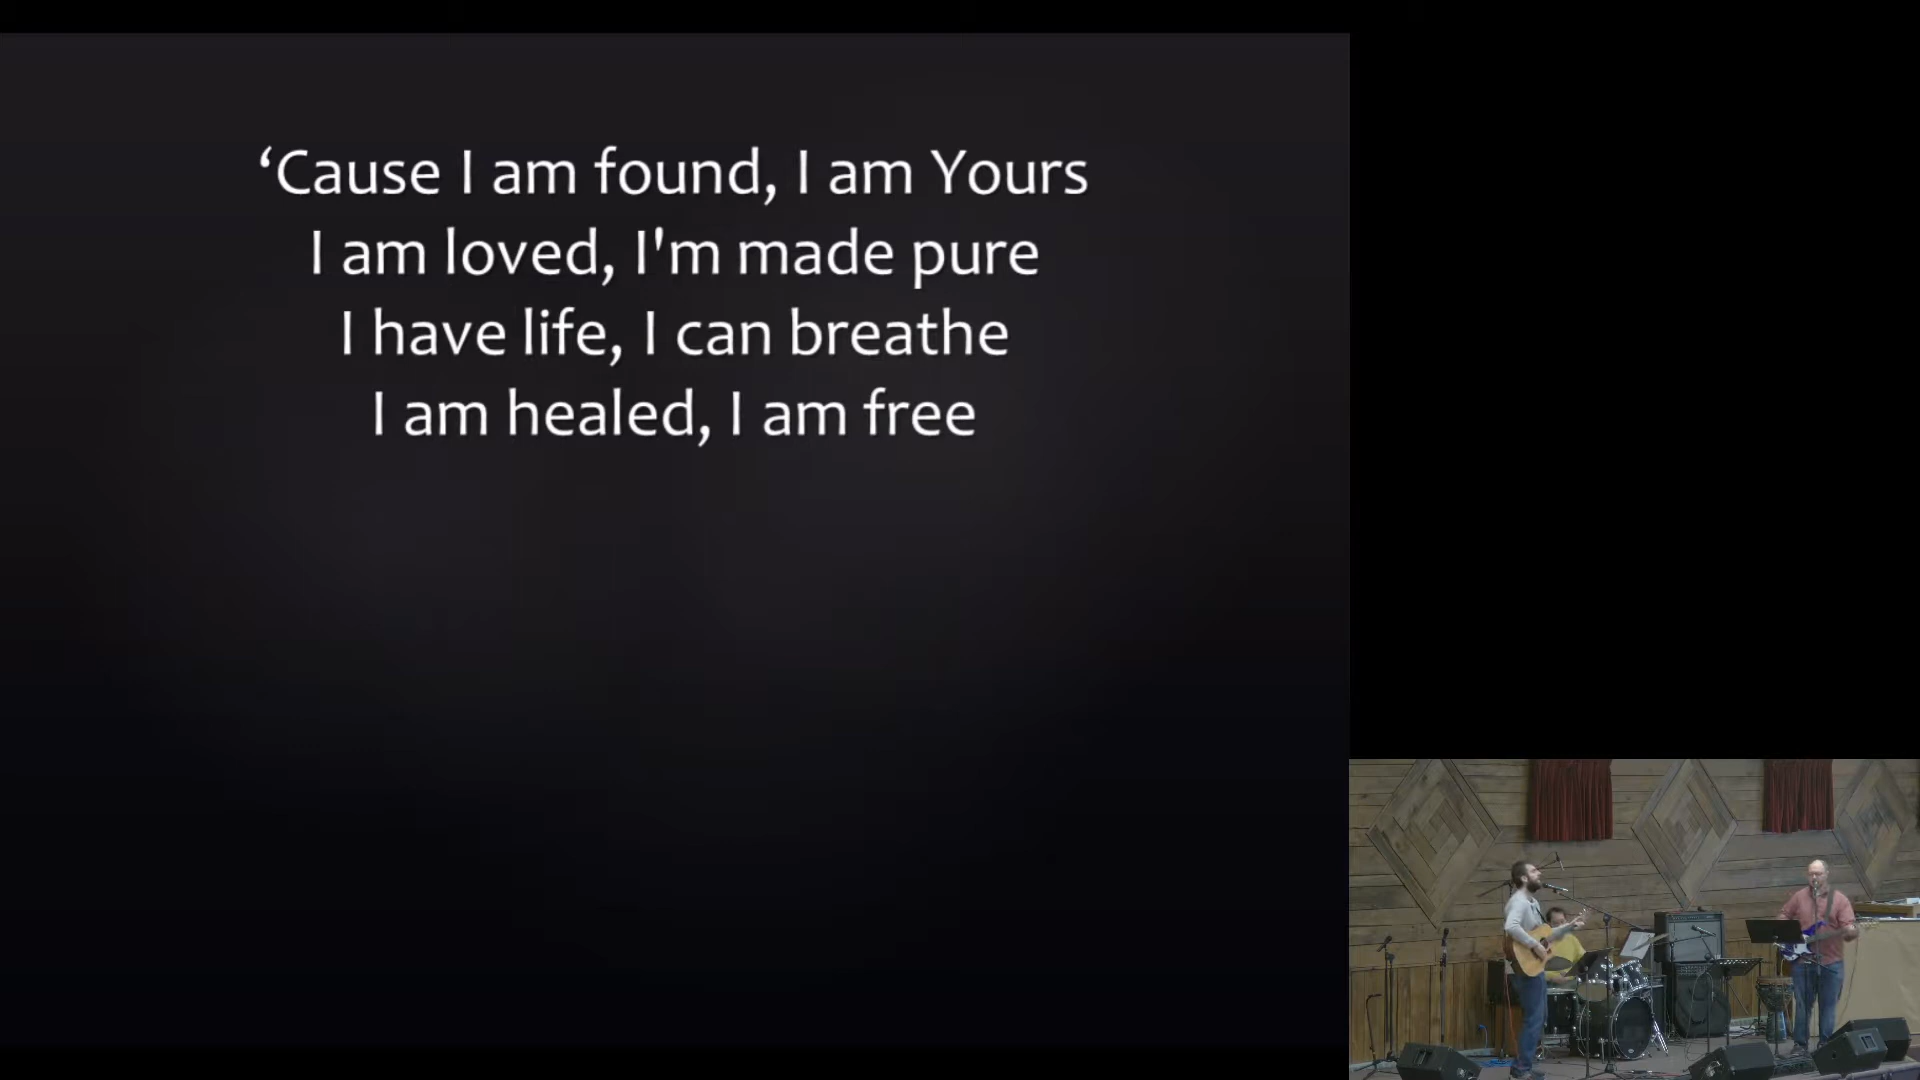 ‘Cause I am found, I am Yours
I am loved, I'm made pure
I have life, I can breathe
I am healed, I am free